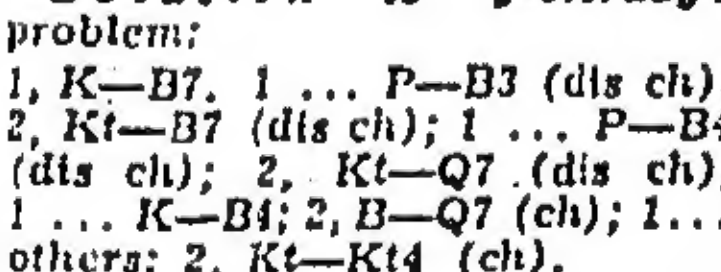 problem:
1, K—B7. 1 ... P—B3 (dis ch);
2, Kt—B7 (dis ch); 1 ... P—B4
(dis ch); 2, Kt—Q7 (dis ch);
1 ... K—B4; 2, B—Q7 (ch); 1...
others; 2, Kt—Kt4 (ch).